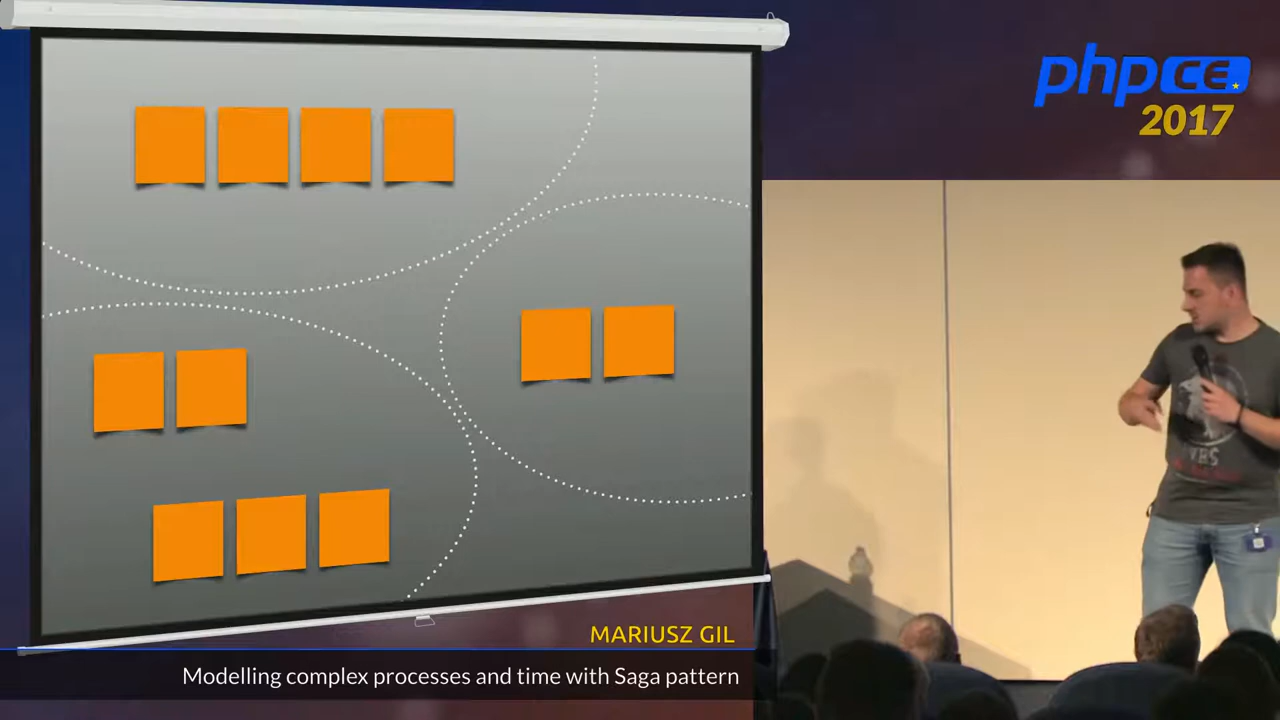 phpCE
2017
MARIUSZ GIL
Modelling complex processes and time with Saga pattern